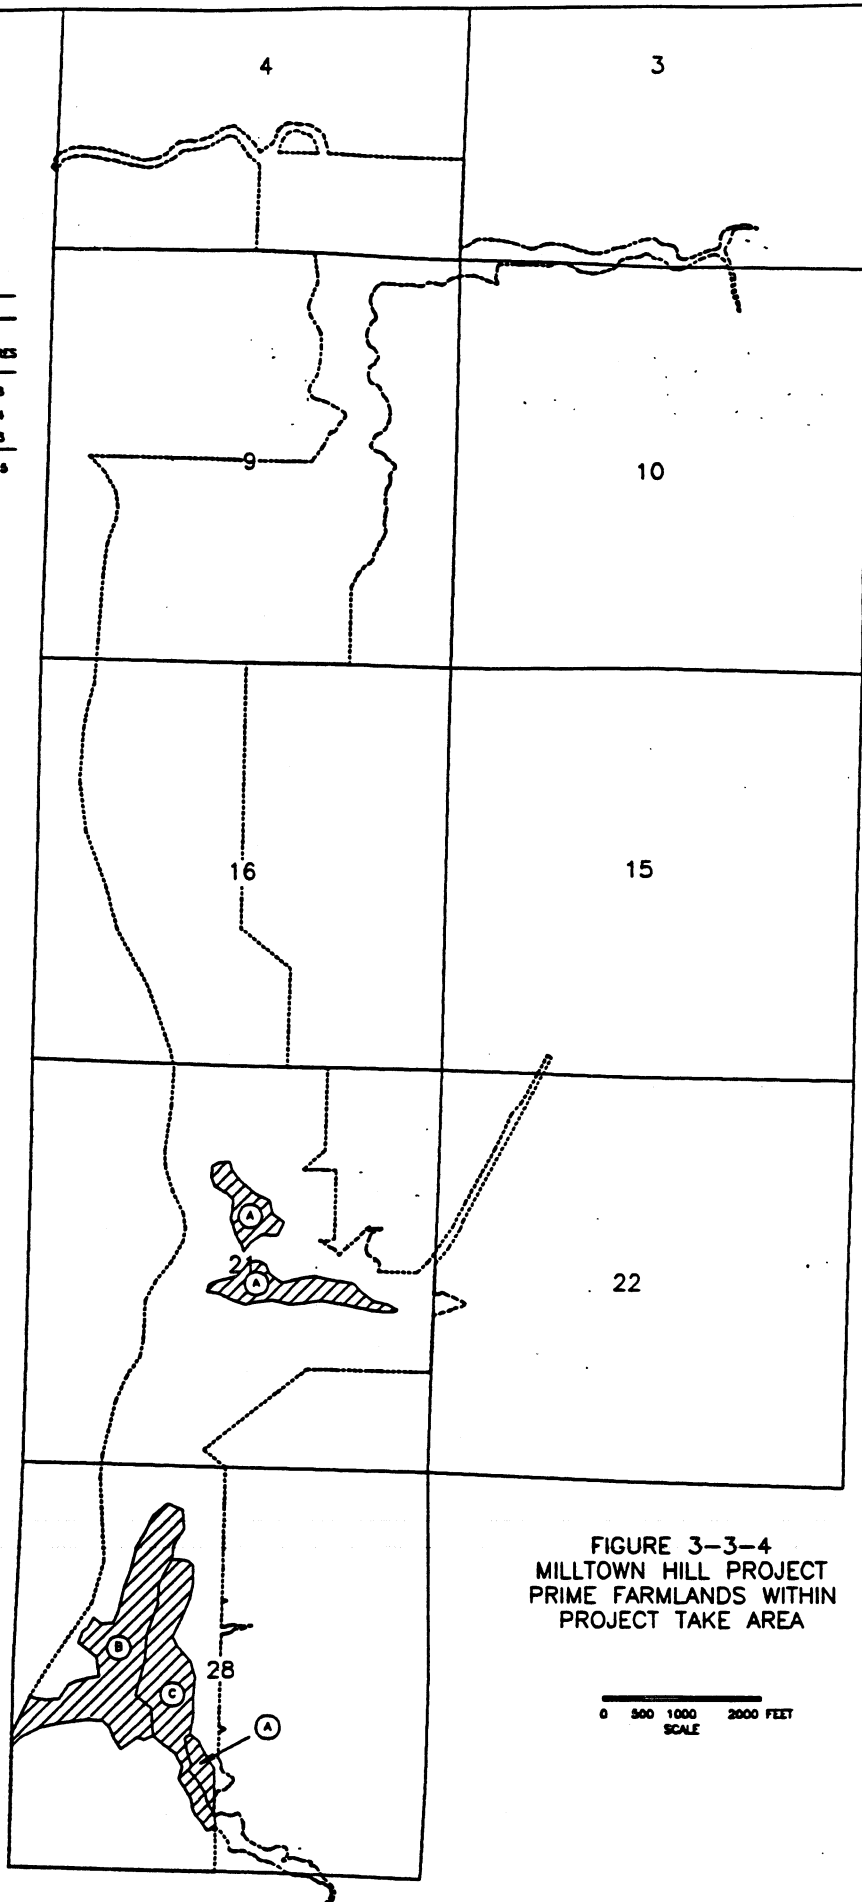 4
3
9
10
16
15
A
21
A
22
FIGURE 3-3-4
MILLTOWN HILL PROJECT
PRIME FARMLANDS WITHIN
PROJECT TAKE AREA
B
28
C
A
0 500 1000 2000 FEET
SCALE